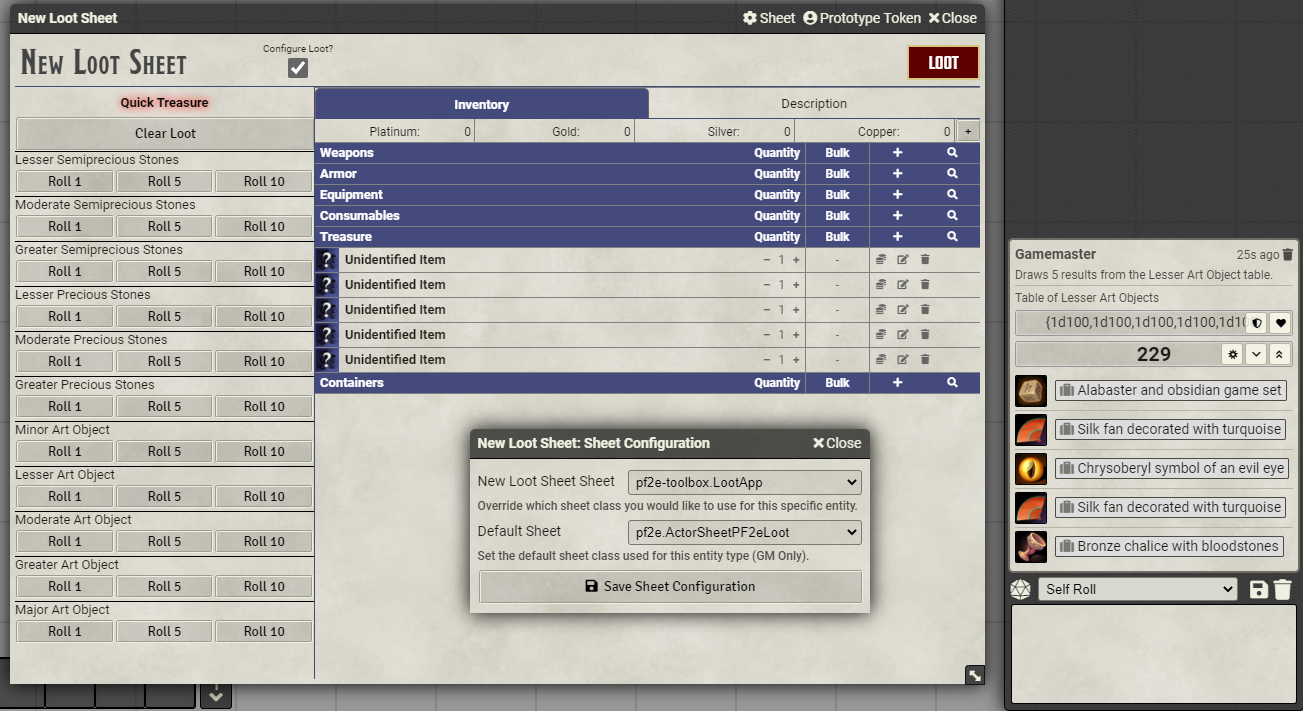 New Loot Sheet
Sheet Prototype Token Close
New Loot Sheet
Configure Loot?
LOOT
Quick Treasure
Clear Loot
Lesser Semiprecious Stones
Roll 1 Roll 5 Roll 10
Moderate Semiprecious Stones
Roll 1 Roll 5 Roll 10
Greater Semiprecious Stones
Roll 1 Roll 5 Roll 10
Lesser Precious Stones
Roll 1 Roll 5 Roll 10
Moderate Precious Stones
Roll 1 Roll 5 Roll 10
Greater Precious Stones
Roll 1 Roll 5 Roll 10
Minor Art Object
Roll 1 Roll 5 Roll 10
Lesser Art Object
Roll 1 Roll 5 Roll 10
Moderate Art Object
Roll 1 Roll 5 Roll 10
Greater Art Object
Roll 1 Roll 5 Roll 10
Major Art Object
Roll 1 Roll 5 Roll 10
Inventory Description
Platinum: 0 Gold: 0 Silver: 0 Copper: 0 +
Weapons Quantity Bulk +
Armor Quantity Bulk +
Equipment Quantity Bulk +
Consumables Quantity Bulk +
Treasure Quantity Bulk +
? Unidentified Item − 1 + -
? Unidentified Item − 1 + -
? Unidentified Item − 1 + -
? Unidentified Item − 1 + -
? Unidentified Item − 1 + -
Containers Quantity Bulk +
New Loot Sheet: Sheet Configuration Close
New Loot Sheet Sheet pf2e-toolbox.LootApp
Override which sheet class you would like to use for this specific entity.
Default Sheet pf2e.ActorSheetPF2eLoot
Set the default sheet class used for this entity type (GM Only).
Save Sheet Configuration
Gamemaster 25s ago
Draws 5 results from the Lesser Art Object table.
Table of Lesser Art Objects
{1d100,1d100,1d100,1d100,1d10
229
Alabaster and obsidian game set
Silk fan decorated with turquoise
Chrysoberyl symbol of an evil eye
Silk fan decorated with turquoise
Bronze chalice with bloodstones
Self Roll